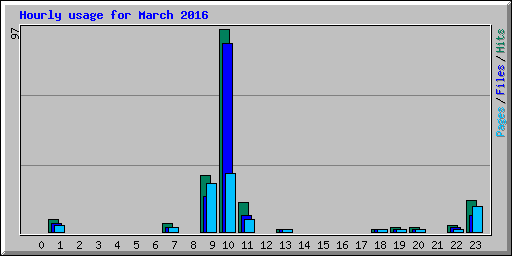 Hourly usage for March 2016
97
Pages/Files/Hits
0 1 2 3 4 5 6 7 8 9 10 11 12 13 14 15 16 17 18 19 20 21 22 23